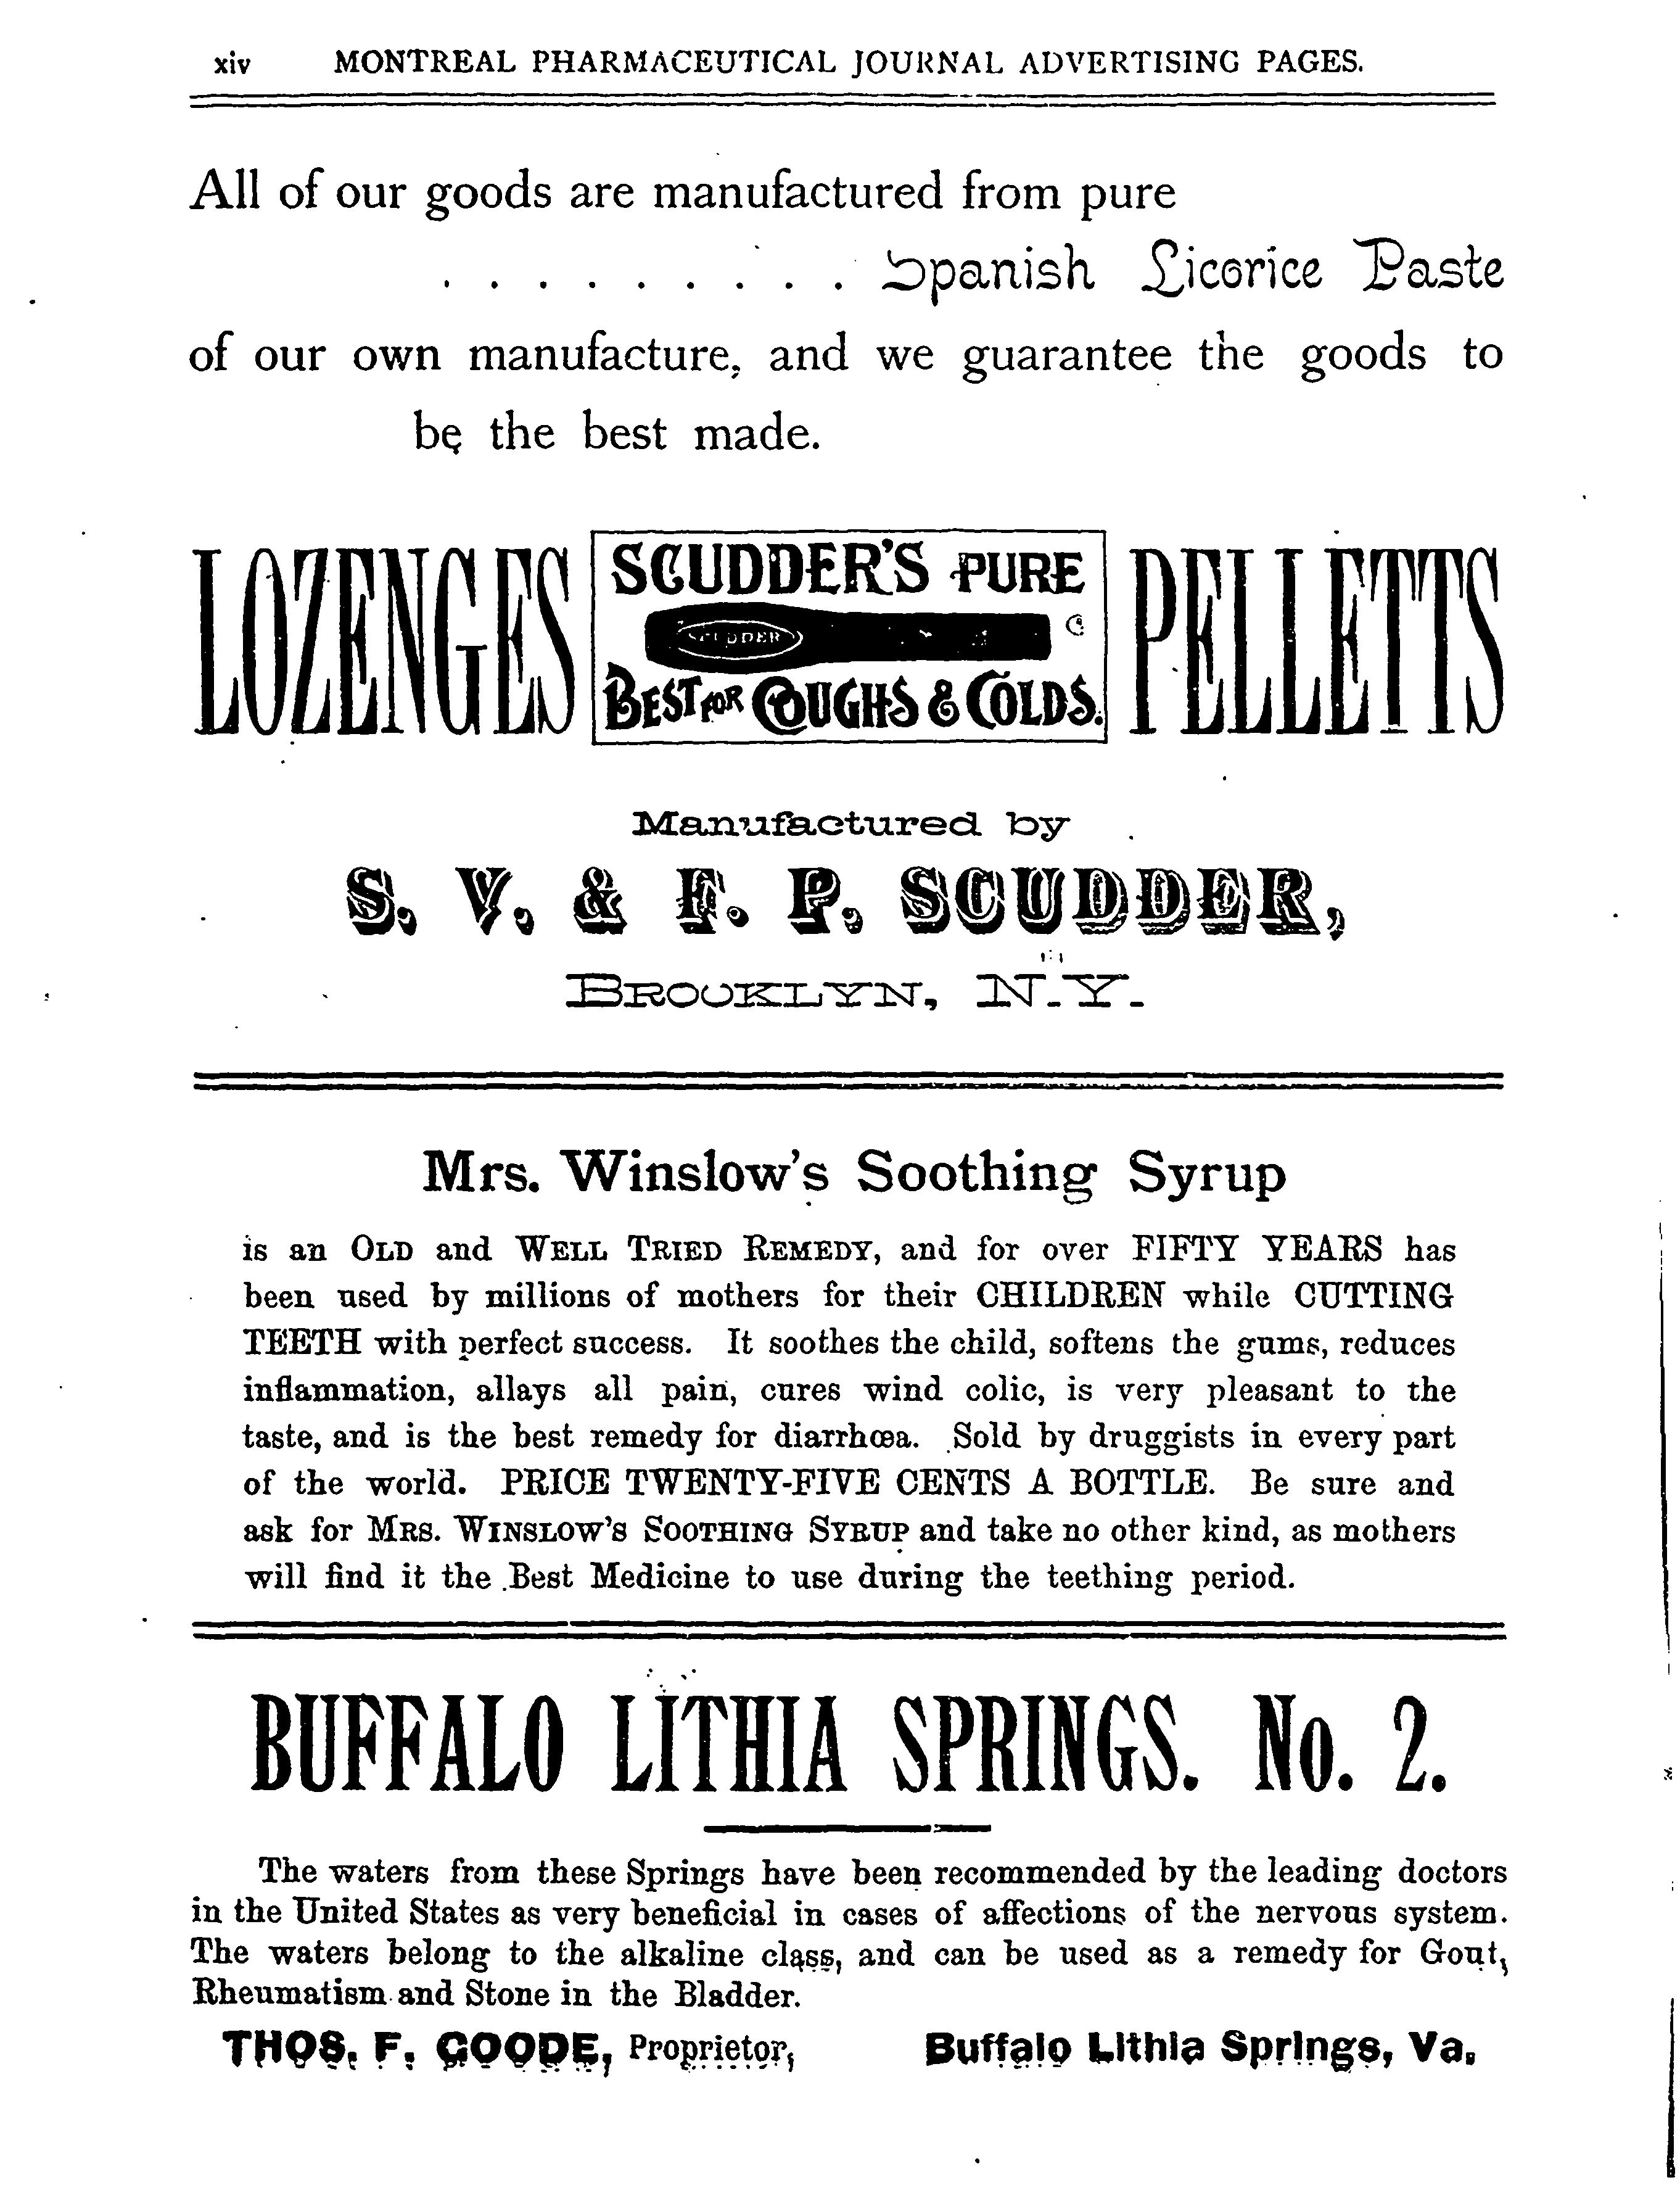 xiv MONTREAL PHARMACEUTICAL JOURNAL ADVERTISING PAGES.
All of our goods are manufactured from pure
. . . . . . . . . Spanish Licorice Paste
of our own manufacture, and we guarantee the goods to
be the best made.
LOZENGES
SCUDDER'S PURE
SCUDDER
BEST FOR COUGHS & COLDS.
PELLETTS
Manufactured by
S. V. & F. P. SCUDDER,
BROOKLYN, N.Y.
Mrs. Winslow's Soothing Syrup
is an OLD and WELL TRIED REMEDY, and for over FIFTY YEARS has
been used by millions of mothers for their CHILDREN while CUTTING
TEETH with perfect success. It soothes the child, softens the gums, reduces
inflammation, allays all pain, cures wind colic, is very pleasant to the
taste, and is the best remedy for diarrhœa. Sold by druggists in every part
of the world. PRICE TWENTY-FIVE CENTS A BOTTLE. Be sure and
ask for MRS. WINSLOW'S SOOTHING SYRUP and take no other kind, as mothers
will find it the Best Medicine to use during the teething period.
BUFFALO LITHIA SPRINGS. No. 2.
The waters from these Springs have been recommended by the leading doctors
in the United States as very beneficial in cases of affections of the nervous system.
The waters belong to the alkaline class, and can be used as a remedy for Gout,
Rheumatism and Stone in the Bladder.
THOS. F. GOODE, Proprietor, Buffalo Lithia Springs, Va.